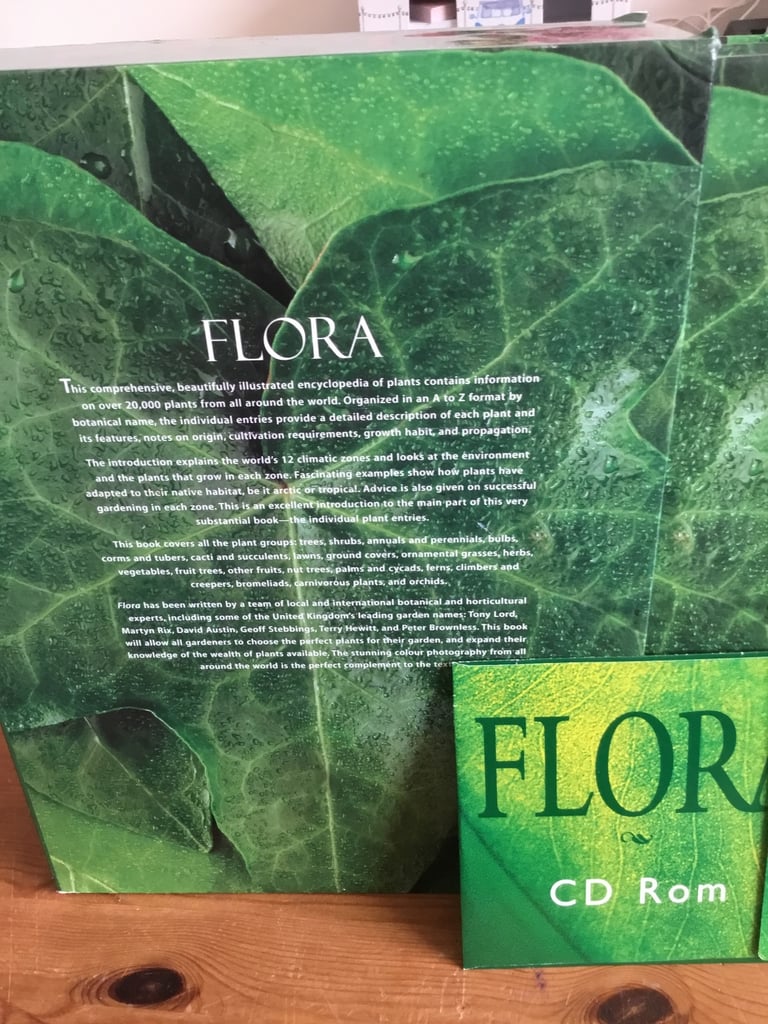 FLORA
This comprehensive, beautifully illustrated encyclopedia of plants contains information
on over 20,000 plants from all around the world. Organized in an A to Z format by
botanical name, the individual entries provide a detailed description of each plant and
its features, notes on origin, cultivation requirements, growth habit, and propagation.
The introduction explains the world's 12 climatic zones and looks at the environment
and the plants that grow in each zone. Fascinating examples show how plants have
adapted to their native habitat, be it arctic or tropical. Advice is also given on successful
gardening in each zone. This is an excellent introduction to the main part of this very
substantial book—the individual plant entries.
This book covers all the plant groups: trees, shrubs, annuals and perennials, bulbs,
corms and tubers, cacti and succulents, lawns, ground covers, ornamental grasses, herbs,
vegetables, fruit trees, other fruits, nut trees, palms and cycads, ferns, climbers and
creepers, bromeliads, carnivorous plants, and orchids.
Flora has been written by a team of local and international botanical and horticultural
experts, including some of the United Kingdom's leading garden names: Tony Lord,
Martyn Rix, David Austin, Geoff Stebbings, Terry Hewitt, and Peter Brownless. This book
will allow all gardeners to choose the perfect plants for their garden, and expand their
knowledge of the wealth of plants available. The stunning colour photography from all
around the world is the perfect complement to the text
FLORA
CD Rom